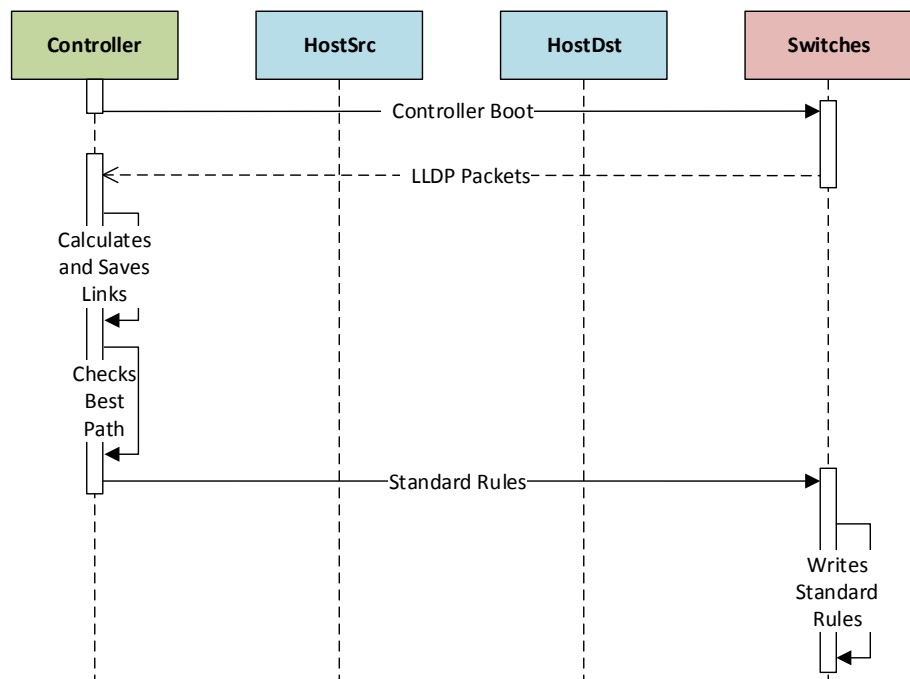 Controller
HostSrc
HostDst
Switches
Controller Boot
LLDP Packets
Calculates
and Saves
Links
Checks
Best
Path
Standard Rules
Writes
Standard
Rules